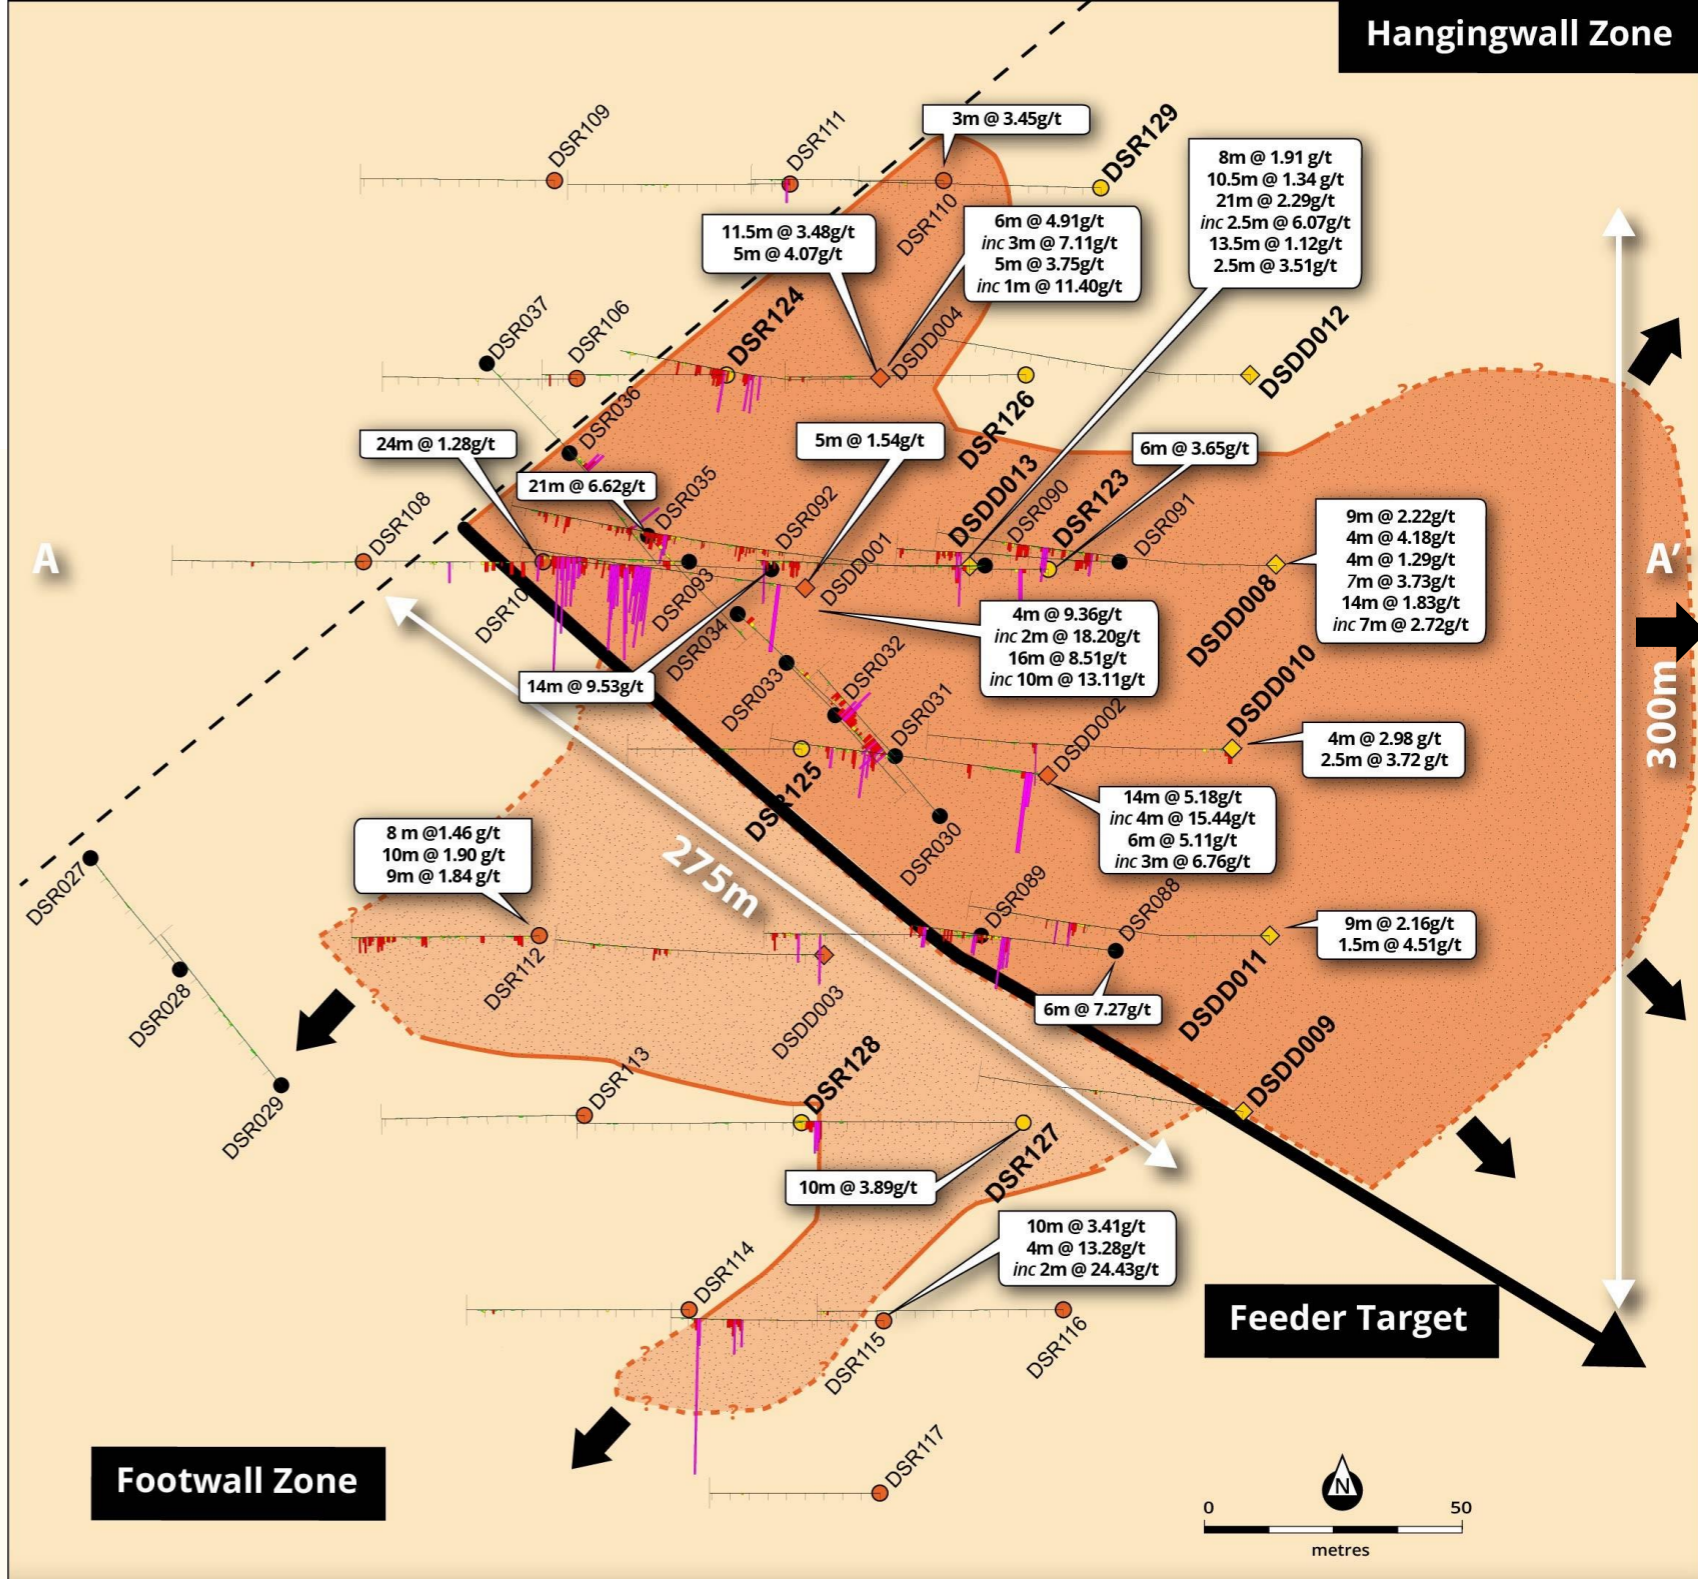 Hangingwall Zone
DSR109
DSR111
3m @ 3.45g/t
DSR129
DSR110
8m @ 1.91 g/t
10.5m @ 1.34 g/t
21m @ 2.29g/t
inc 2.5m @ 6.07g/t
13.5m @ 1.12g/t
2.5m @ 3.51g/t
11.5m @ 3.48g/t
5m @ 4.07g/t
6m @ 4.91g/t
inc 3m @ 7.11g/t
5m @ 3.75g/t
inc 1m @ 11.40g/t
DSR037
DSR106
DSR124
DSDD004
DSDD012
DSR036
DSR126
24m @ 1.28g/t
5m @ 1.54g/t
6m @ 3.65g/t
21m @ 6.62g/t
DSR035
DSR092
DSDD013
DSR090
DSR123
DSR091
DSR108
A
A’
9m @ 2.22g/t
4m @ 4.18g/t
4m @ 1.29g/t
7m @ 3.73g/t
14m @ 1.83g/t
inc 7m @ 2.72g/t
DSR10
DSR093
DSDD001
DSDD008
DSR034
4m @ 9.36g/t
inc 2m @ 18.20g/t
16m @ 8.51g/t
inc 10m @ 13.11g/t
14m @ 9.53g/t
DSR033
DSR032
DSR031
DSDD002
DSDD010
300m
4m @ 2.98 g/t
2.5m @ 3.72 g/t
DSR125
DSR030
14m @ 5.18g/t
inc 4m @ 15.44g/t
6m @ 5.11g/t
inc 3m @ 6.76g/t
8 m @1.46 g/t
10m @ 1.90 g/t
9m @ 1.84 g/t
275m
DSR027
DSR089
DSR088
9m @ 2.16g/t
1.5m @ 4.51g/t
DSR112
DSR028
DSDD003
6m @ 7.27g/t
DSDD011
DSDD009
DSR029
DSR113
DSR128
DSR127
10m @ 3.89g/t
10m @ 3.41g/t
4m @ 13.28g/t
inc 2m @ 24.43g/t
DSR114
DSR115
DSR116
Feeder Target
DSR117
Footwall Zone
N
0 50
metres